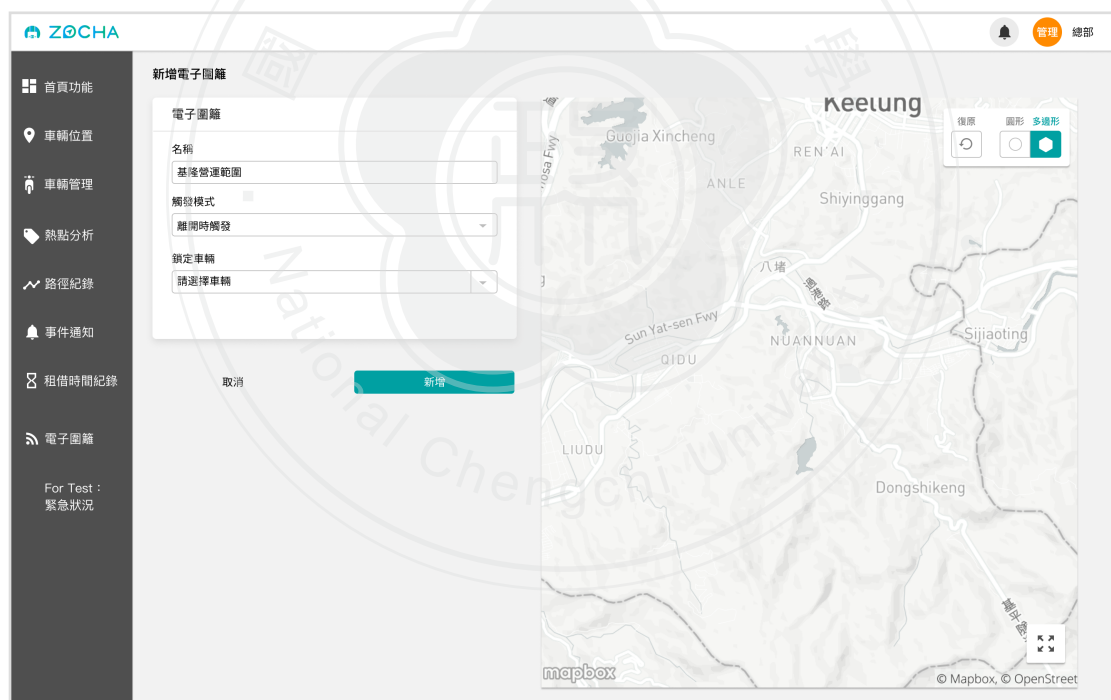 ZOCHA
管理
總部
首頁功能
車輛位置
車輛管理
熱點分析
路徑紀錄
事件通知
租借時間紀錄
電子圍籬
For Test：
緊急狀況
新增電子圍籬
電子圍籬
名稱
基隆營運範圍
觸發模式
離開時觸發
鎖定車輛
請選擇車輛
取消
新增
復原
圓形
多邊形
Keelung
Guojia Xincheng
REN'AI
ANLE
Shiyinggang
八堵
Sun Yat-sen Fwy
NUANNUAN
Sijiaoting
QIDU
LIUDU
Dongshikeng
mapbox
© Mapbox, © OpenStreet
National Chengchi University